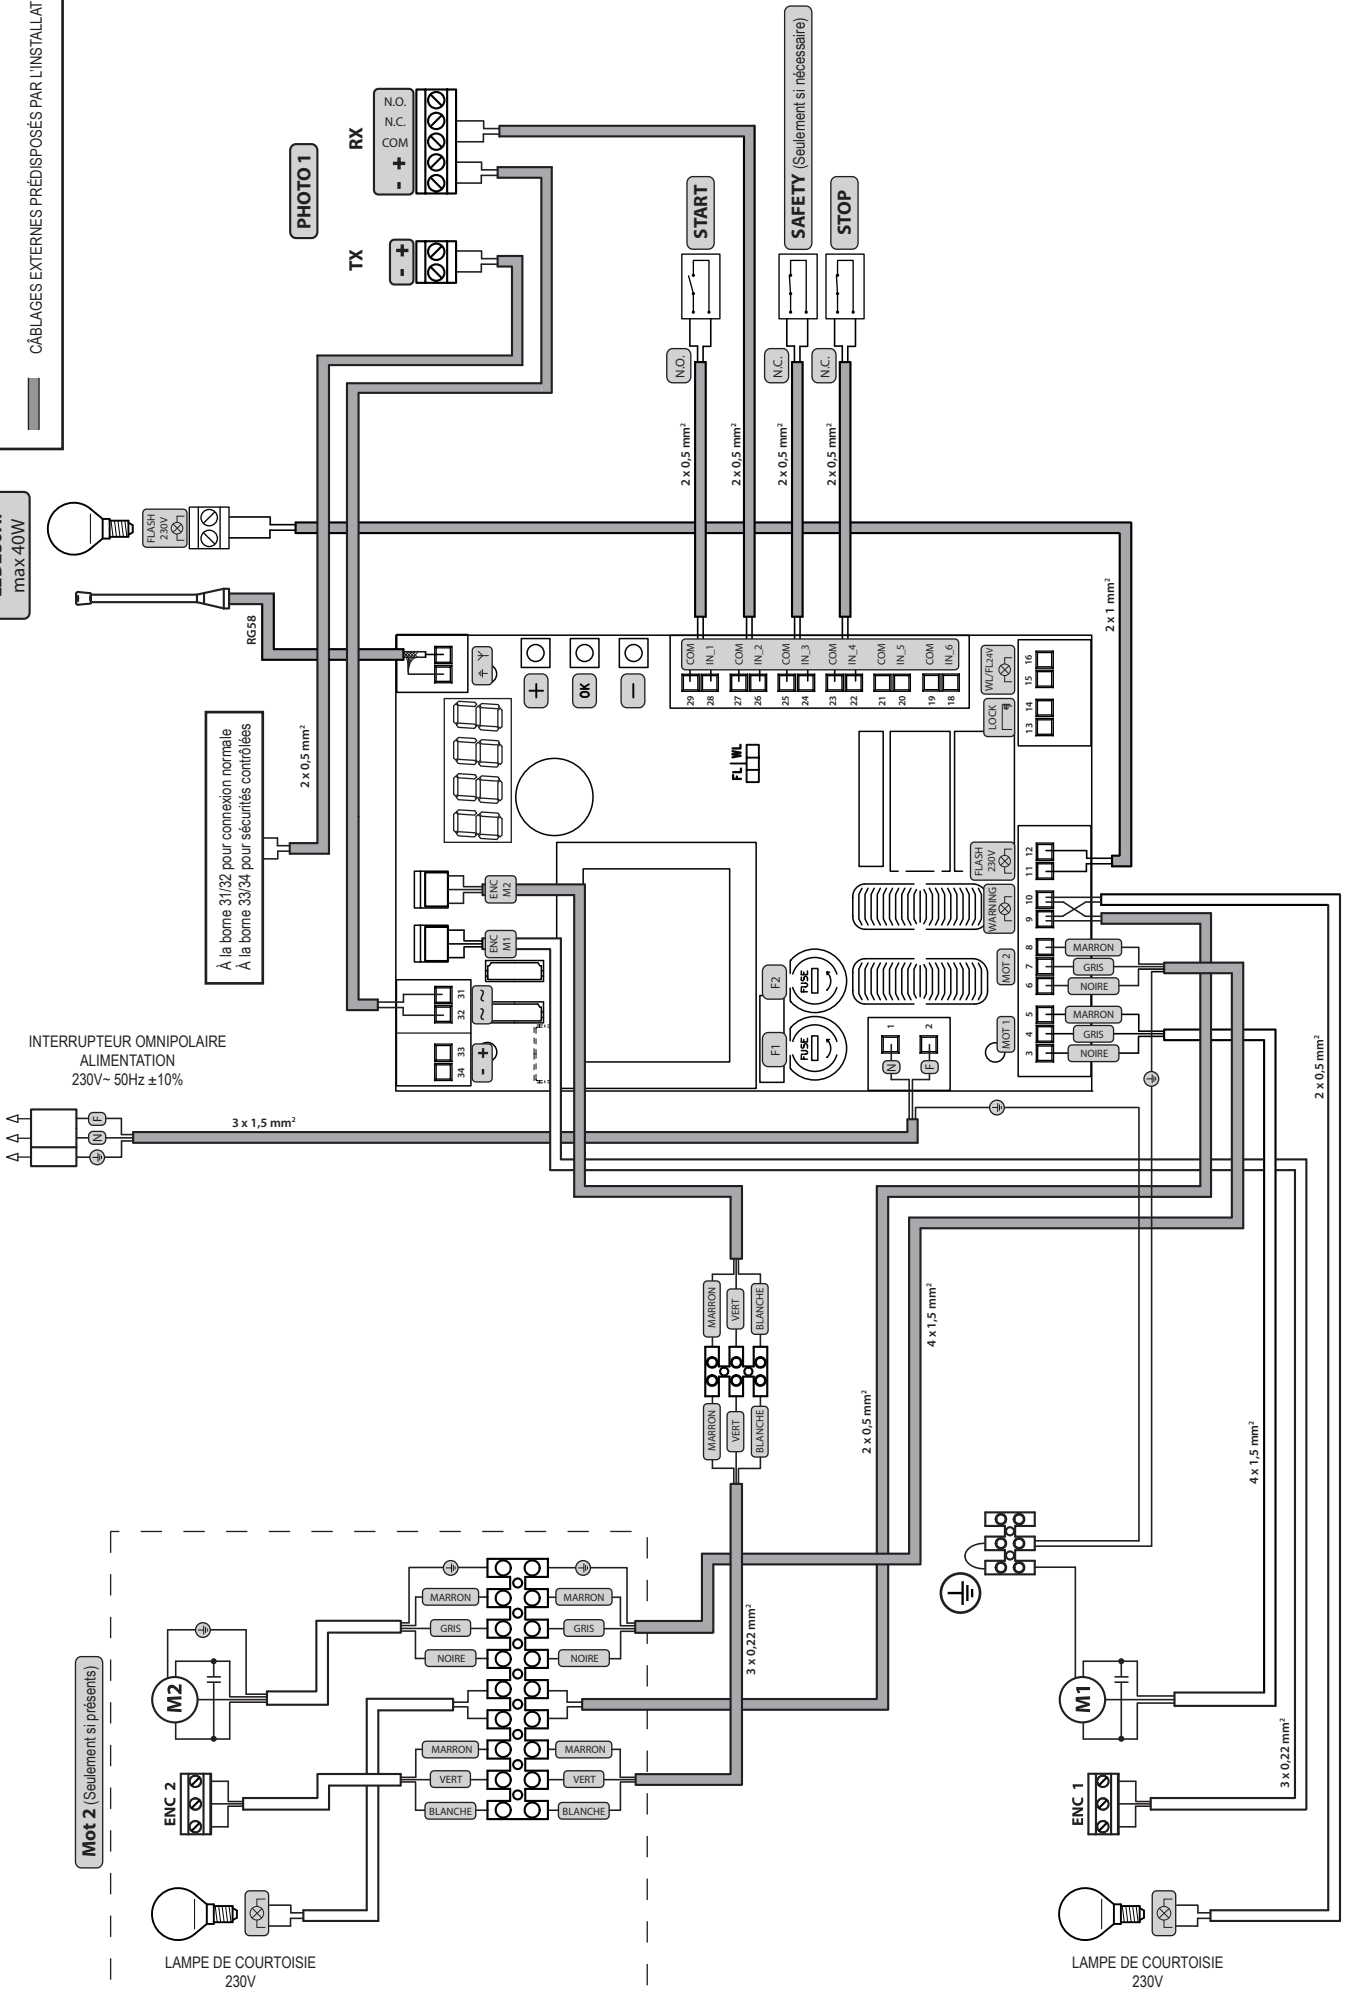 CÂBLAGES EXTERNES PRÉDISPOSÉS PAR L'INSTALLAT
max 40W
FLASH
230V
RG58
PHOTO 1
TX
- +
RX
- +
COM
N.C.
N.O.
À la borne 31/32 pour connexion normale
À la borne 33/34 pour sécurités contrôlées
2 x 0,5 mm²
INTERRUPTEUR OMNIPOLAIRE
ALIMENTATION
230V~ 50Hz ±10%
F
N
3 x 1,5 mm²
START
SAFETY (Seulement si nécessaire)
STOP
N.O.
N.C.
N.C.
2 x 0,5 mm²
2 x 0,5 mm²
2 x 0,5 mm²
2 x 0,5 mm²
2 x 1 mm²
+
OK
-
29 COM
28 IN_1
27 COM
26 IN_2
25 COM
24 IN_3
23 COM
22 IN_4
21 COM
20 IN_5
19 COM
18 IN_6
FL WL
ENC
M2
ENC
M1
34 33 32 31
- +
~ ~
F1
FUSE
F2
FUSE
N
1
F
2
MOT 1
MOT 2
WARNING
FLASH
230V
LOCK
WL/FL24V
3 4 5 6 7 8 9 10 11 12 13 14 15 16
MARRON
GRIS
NOIRE
MARRON
GRIS
NOIRE
2 x 0,5 mm²
MARRON
VERT
BLANCHE
MARRON
VERT
BLANCHE
4 x 1,5 mm²
2 x 0,5 mm²
4 x 1,5 mm²
3 x 0,22 mm²
3 x 0,22 mm²
Mot 2 (Seulement si présents)
M2
ENC 2
MARRON
GRIS
NOIRE
MARRON
VERT
BLANCHE
MARRON
GRIS
NOIRE
MARRON
VERT
BLANCHE
LAMPE DE COURTOISIE
230V
M1
ENC 1
LAMPE DE COURTOISIE
230V